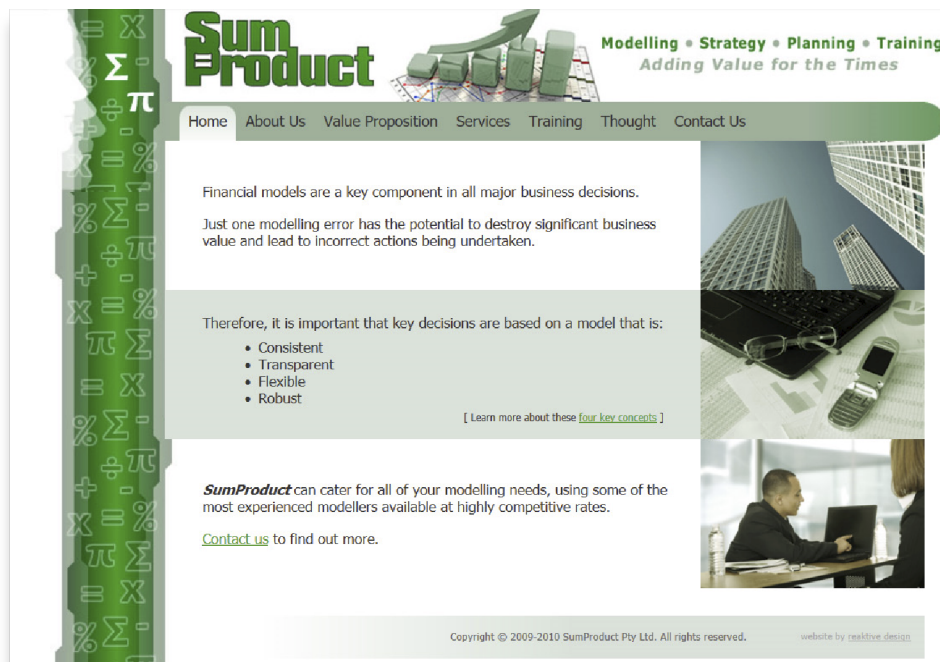 Sum
Product
Modelling • Strategy • Planning • Training
Adding Value for the Times
Home About Us Value Proposition Services Training Thought Contact Us
Financial models are a key component in all major business decisions.
Just one modelling error has the potential to destroy significant business
value and lead to incorrect actions being undertaken.
Therefore, it is important that key decisions are based on a model that is:
• Consistent
• Transparent
• Flexible
• Robust
[ Learn more about these four key concepts ]
SumProduct can cater for all of your modelling needs, using some of the
most experienced modellers available at highly competitive rates.
Contact us to find out more.
Copyright © 2009-2010 SumProduct Pty Ltd. All rights reserved. website by reaktive design